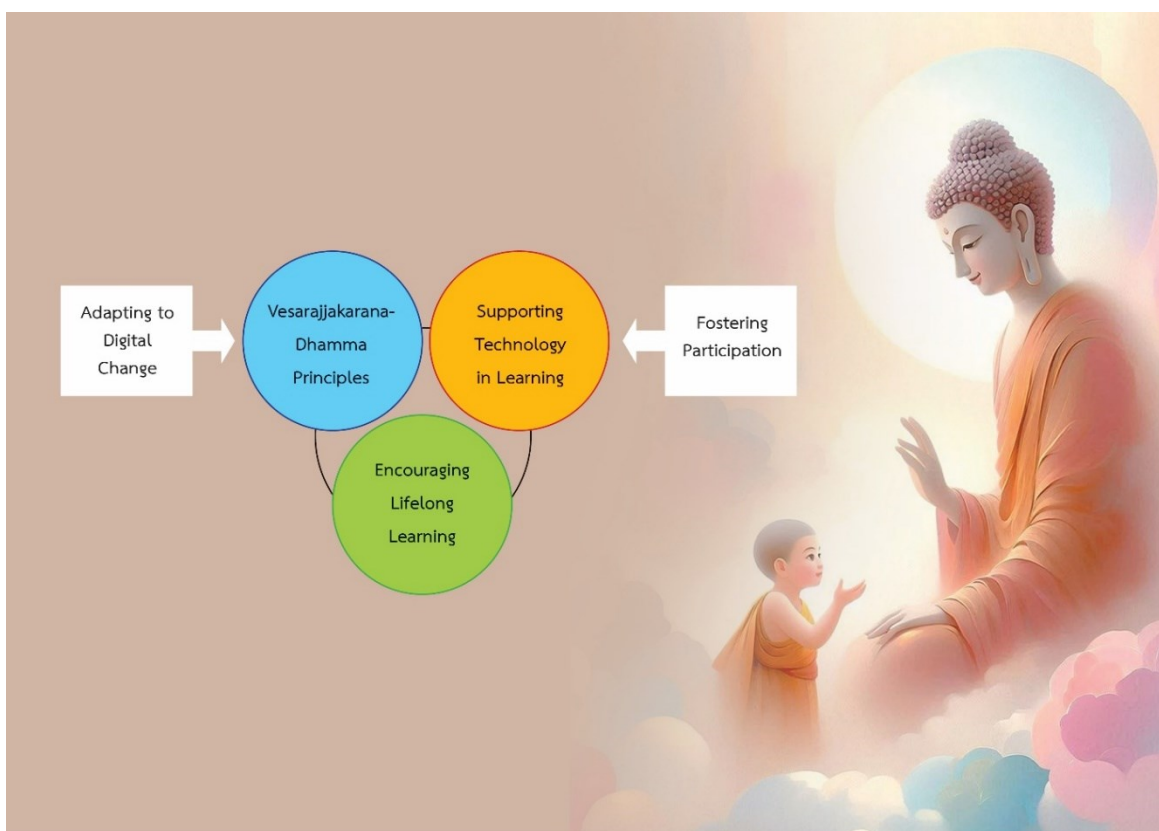 Adapting to
Digital
Change
Vesarajjakarana-
Dhamma
Principles
Supporting
Technology
in Learning
Fostering
Participation
Encouraging
Lifelong
Learning